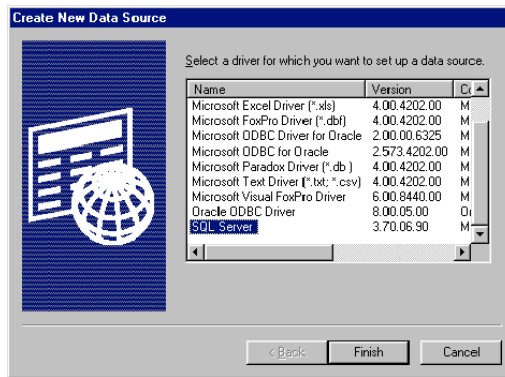 Create New Data Source
Select a driver for which you want to set up a data source.
Name Version Co
Microsoft Excel Driver (*.xls) 4.00.4202.00 M
Microsoft FoxPro Driver (*.dbf) 4.00.4202.00 M
Microsoft ODBC Driver for Oracle 2.00.00.6325 M
Microsoft ODBC for Oracle 2.573.4202.00 M
Microsoft Paradox Driver (*.db ) 4.00.4202.00 M
Microsoft Text Driver (*.txt; *.csv) 4.00.4202.00 M
Microsoft Visual FoxPro Driver 6.00.8440.00 M
Oracle ODBC Driver 8.00.05.00 Or
SQL Server 3.70.06.90 M
< Back Finish Cancel